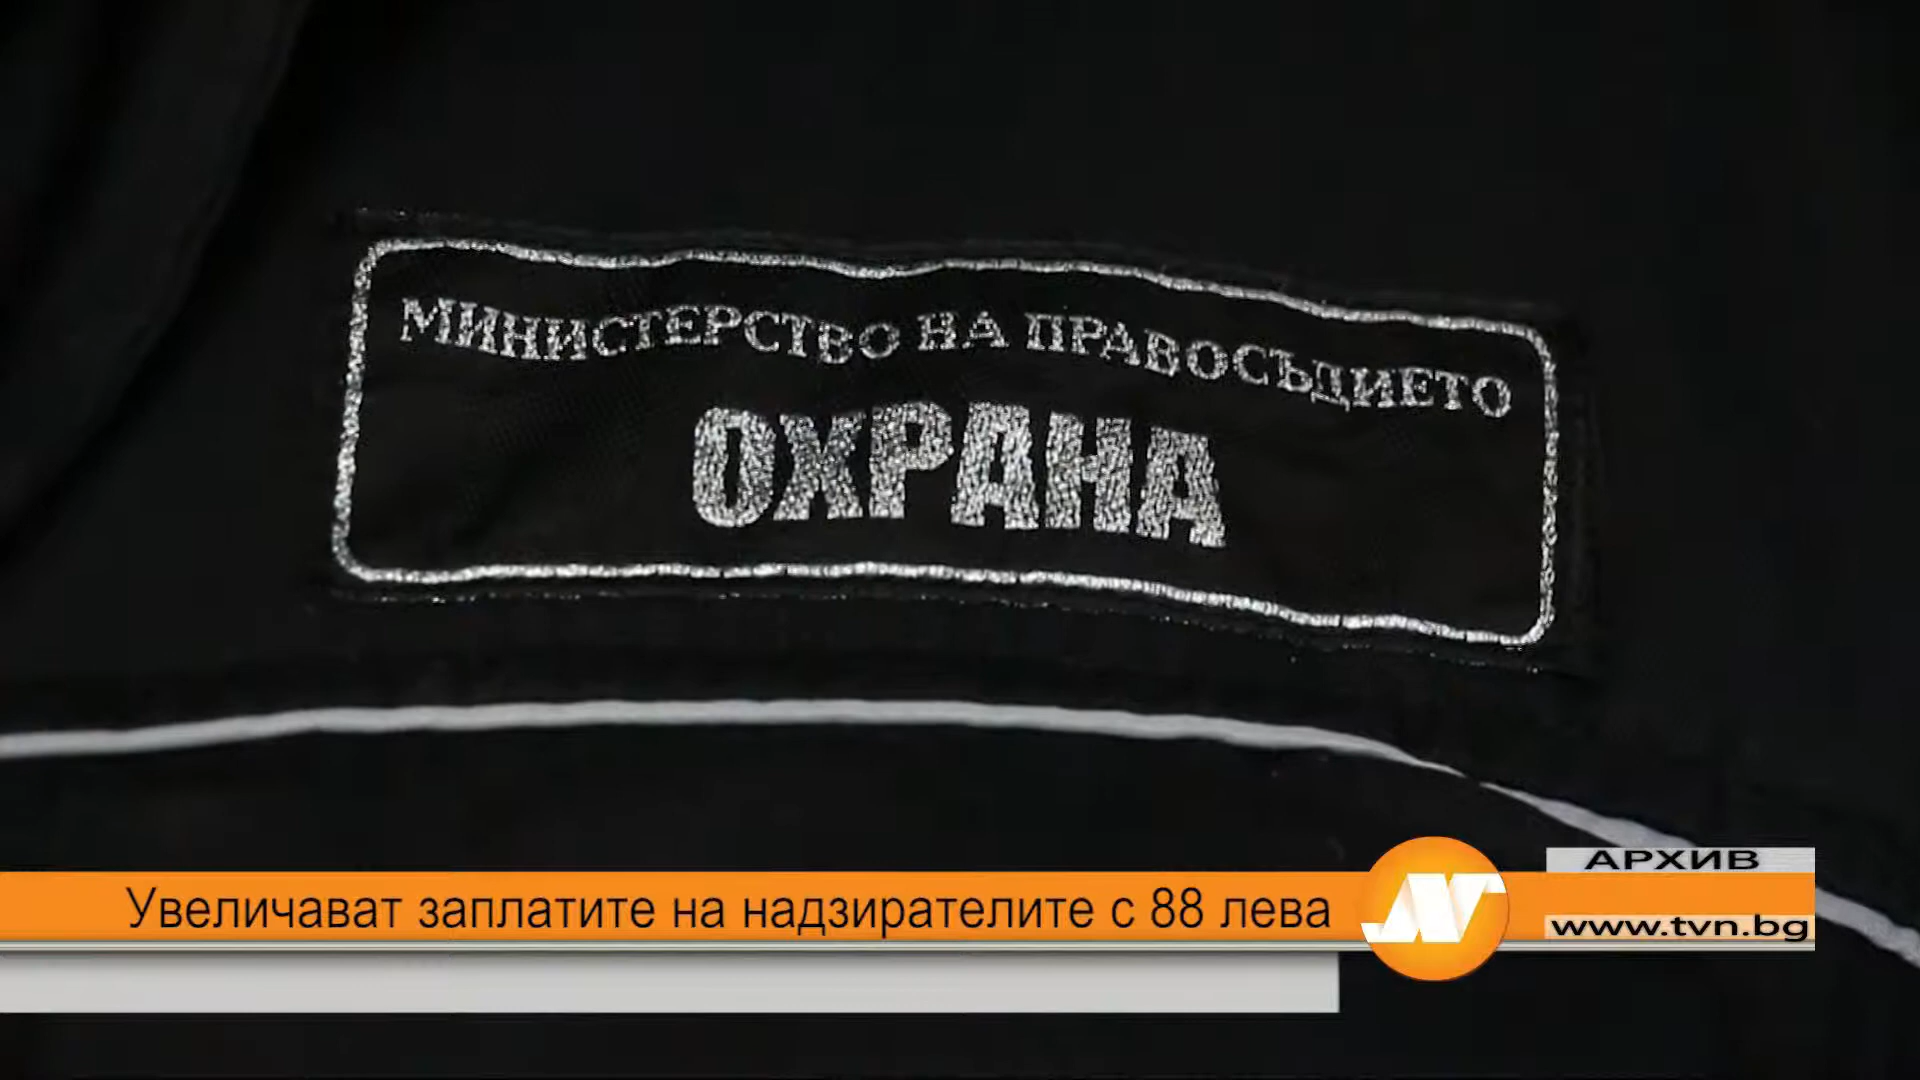 МИНИСТЕРСТВО НА ПРАВОСЪДИЕТО
ОХРАНА
АРХИВ
Увеличават заплатите на надзирателите с 88 лева
www.tvn.bg